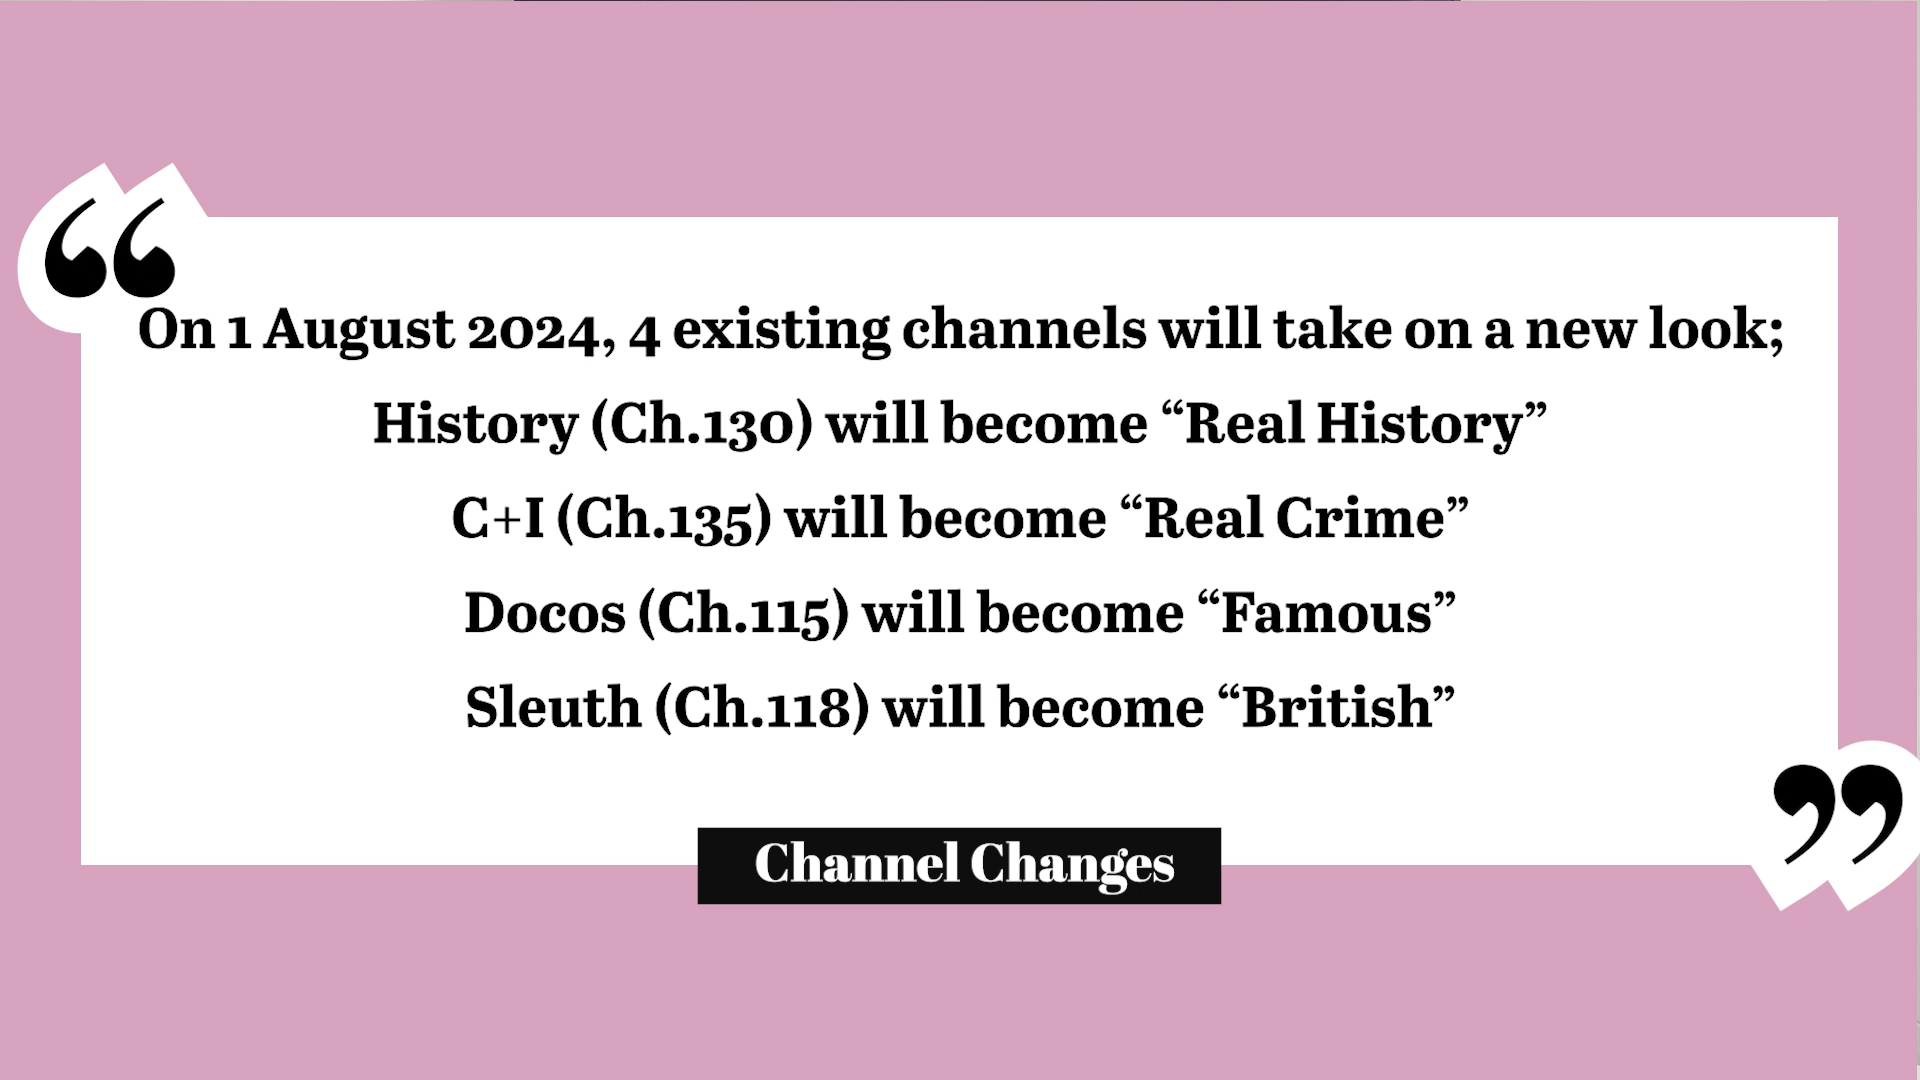 “
On 1 August 2024, 4 existing channels will take on a new look;
History (Ch.130) will become “Real History”
C+I (Ch.135) will become “Real Crime”
Docos (Ch.115) will become “Famous”
Sleuth (Ch.118) will become “British”
”
Channel Changes